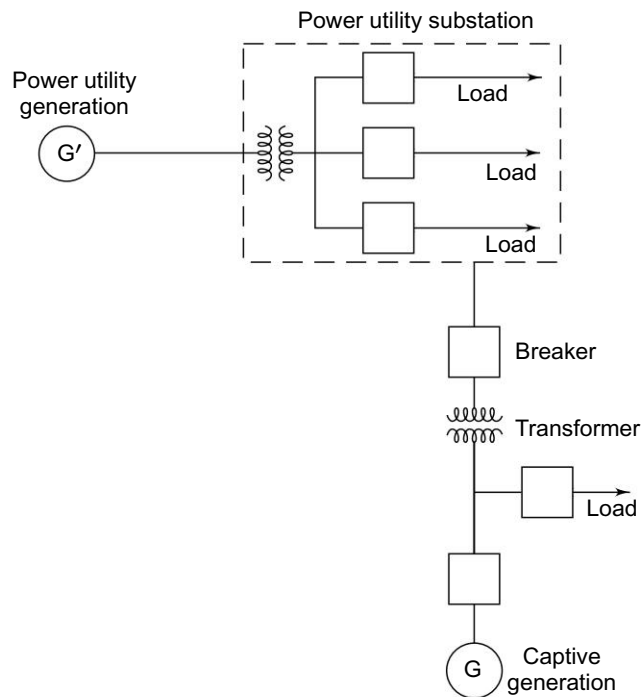 Power utility substation
Power utility
generation
G′
Load
Load
Load
Breaker
Transformer
Load
G
Captive
generation